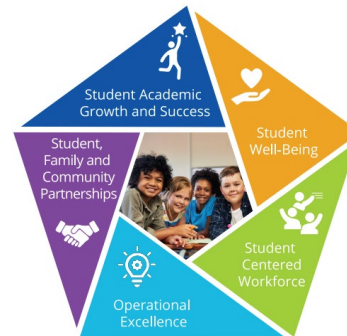 Student Academic
Growth and Success
Student
Well-Being
Student
Centered
Workforce
Operational
Excellence
Student,
Family and
Community
Partnerships